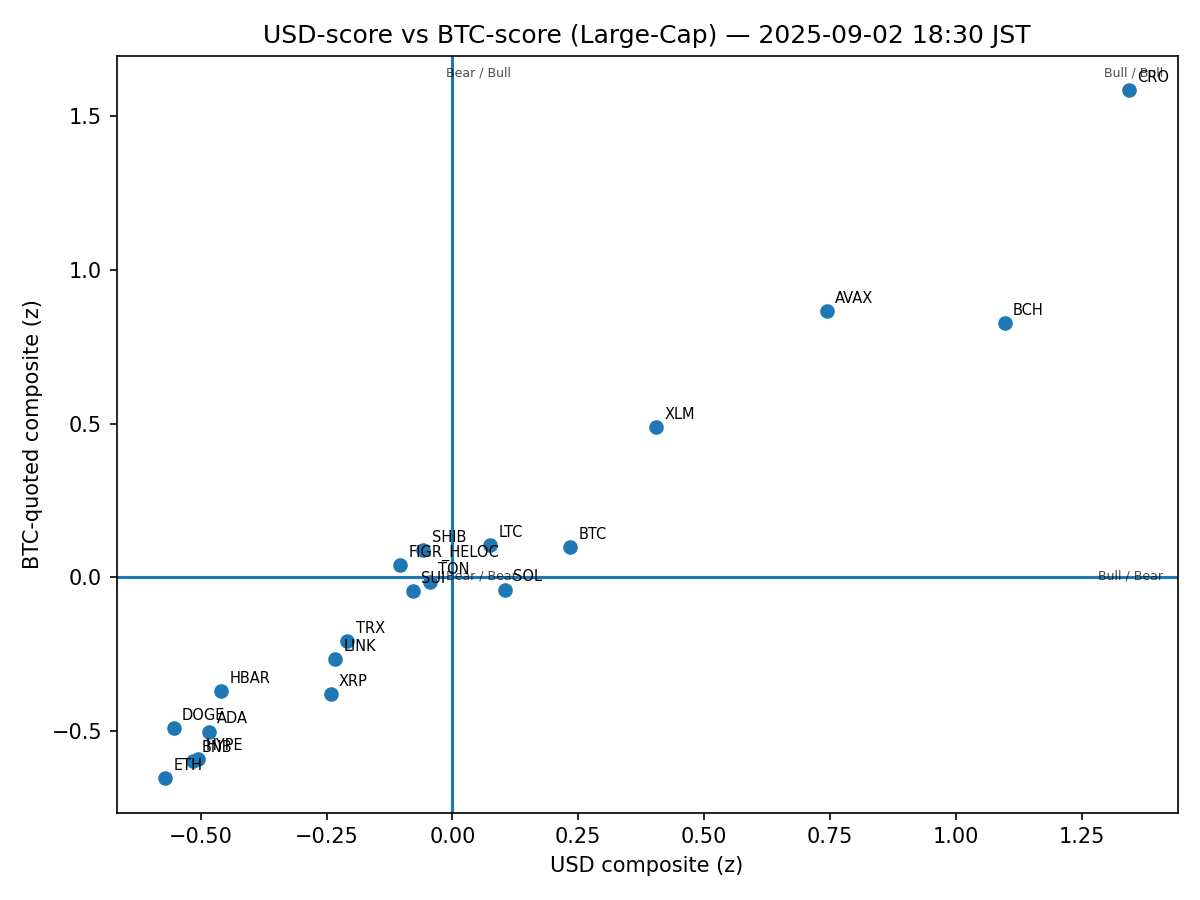 USD-score vs BTC-score (Large-Cap) — 2025-09-02 18:30 JST
Bear / Bull
Bull / Bull
CRO
1.5
1.0
AVAX
BCH
XLM
0.5
SHIB
LTC
BTC
FIGR_HELOC
TON
SUI
Bear / Bear
SOL
Bull / Bear
0.0
TRX
LINK
XRP
HBAR
DOGE
ADA
−0.5
HYPE
BNB
ETH
−0.50
−0.25
0.00
0.25
0.50
0.75
1.00
1.25
USD composite (z)
BTC-quoted composite (z)